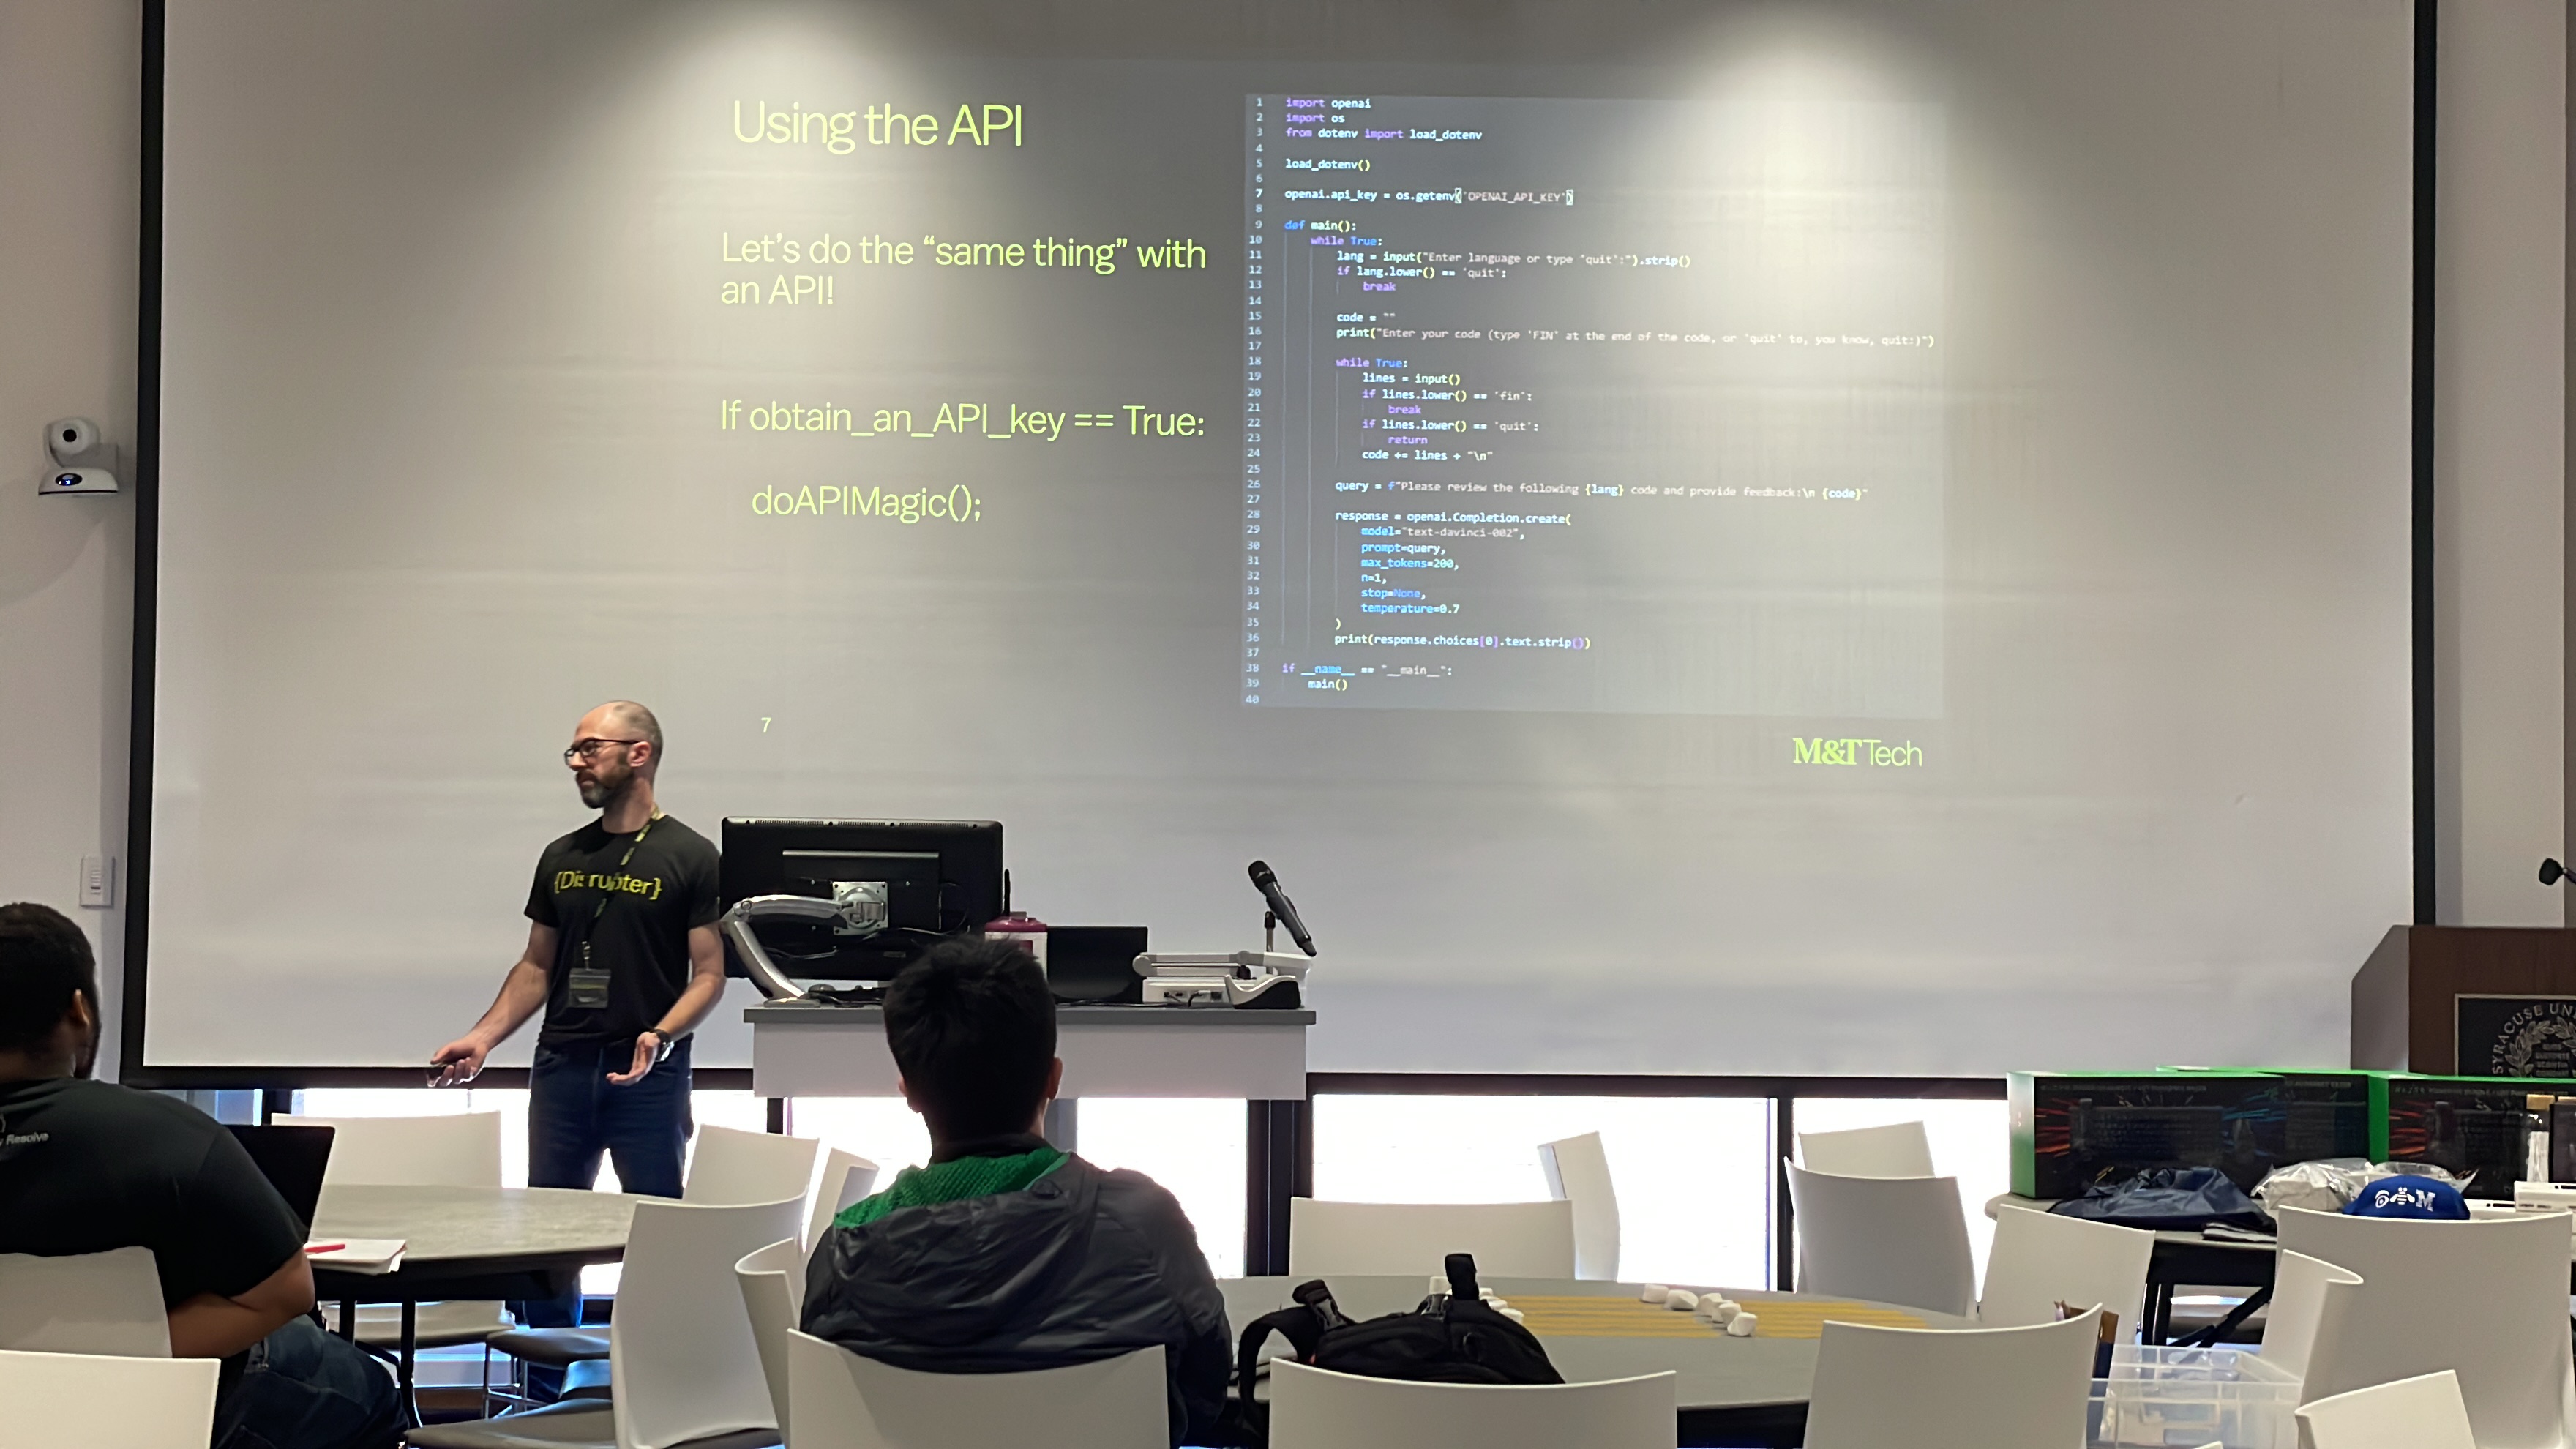 Using the API
Let's do the “same thing” with
an API!
If obtain_an_API_key == True:
doAPIMagic();
7
1 import openai
2 import os
3 from dotenv import load_dotenv
4
5 load_dotenv()
6
7 openai.api_key = os.getenv('OPENAI_API_KEY')
8
9 def main():
10 while True:
11 lang = input("Enter language or type 'quit':").strip()
12 if lang.lower() == 'quit':
13 break
14
15 code = ""
16 print("Enter your code (type 'FIN' at the end of the code, or 'quit' to, you know, quit:)")
17
18 while True:
19 lines = input()
20 if lines.lower() == 'fin':
21 break
22 if lines.lower() == 'quit':
23 return
24 code += lines + "\n"
25
26 query = f"Please review the following {lang} code and provide feedback:\n {code}"
27
28 response = openai.Completion.create(
29 model="text-davinci-002",
30 prompt=query,
31 max_tokens=200,
32 n=1,
33 stop=None,
34 temperature=0.7
35 )
36 print(response.choices[0].text.strip())
37
38 if __name__ == "__main__":
39 main()
40
M&T Tech
{Disrupter}
Resolve
SYRACUSE
M